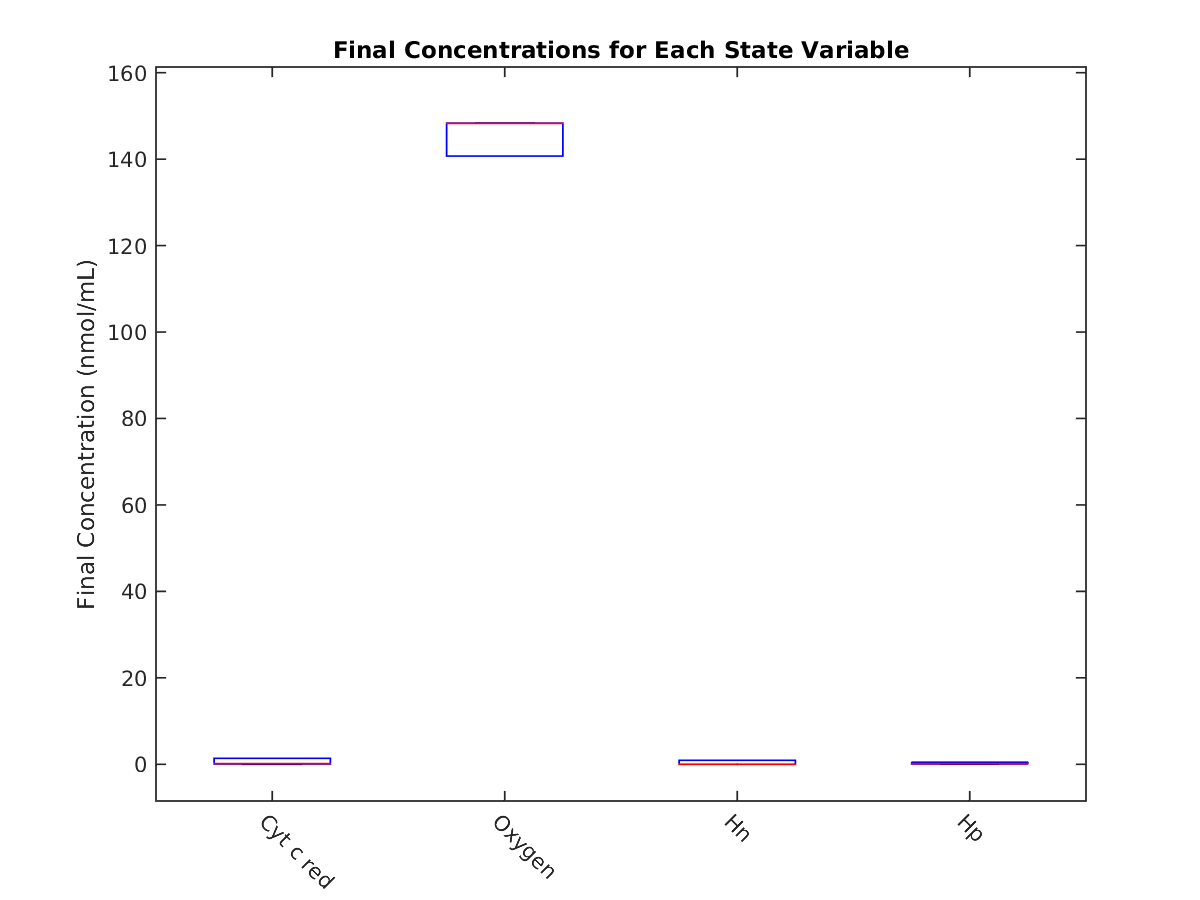 Final Concentrations for Each State Variable
Final Concentration (nmol/mL)
160
140
120
100
80
60
40
20
0
Cyt c red
Oxygen
Hn
Hp